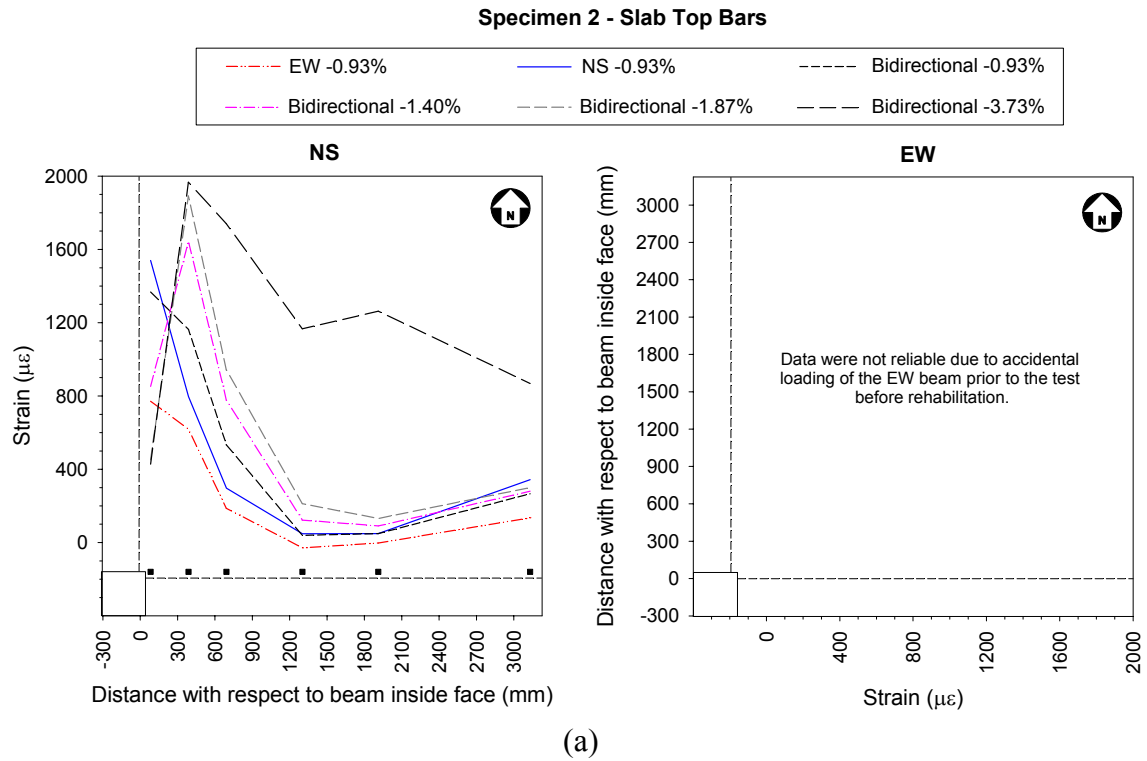 Specimen 2 - Slab Top Bars
EW -0.93%
NS -0.93%
Bidirectional -0.93%
Bidirectional -1.40%
Bidirectional -1.87%
Bidirectional -3.73%
NS
2000
1600
1200
800
400
0
Strain (με)
N
-300
0
300
600
900
1200
1500
1800
2100
2400
2700
3000
Distance with respect to beam inside face (mm)
EW
3000
2700
2400
2100
1800
1500
1200
900
600
300
0
-300
Distance with respect to beam inside face (mm)
N
Data were not reliable due to accidental
loading of the EW beam prior to the test
before rehabilitation.
0
400
800
1200
1600
2000
Strain (με)
(a)